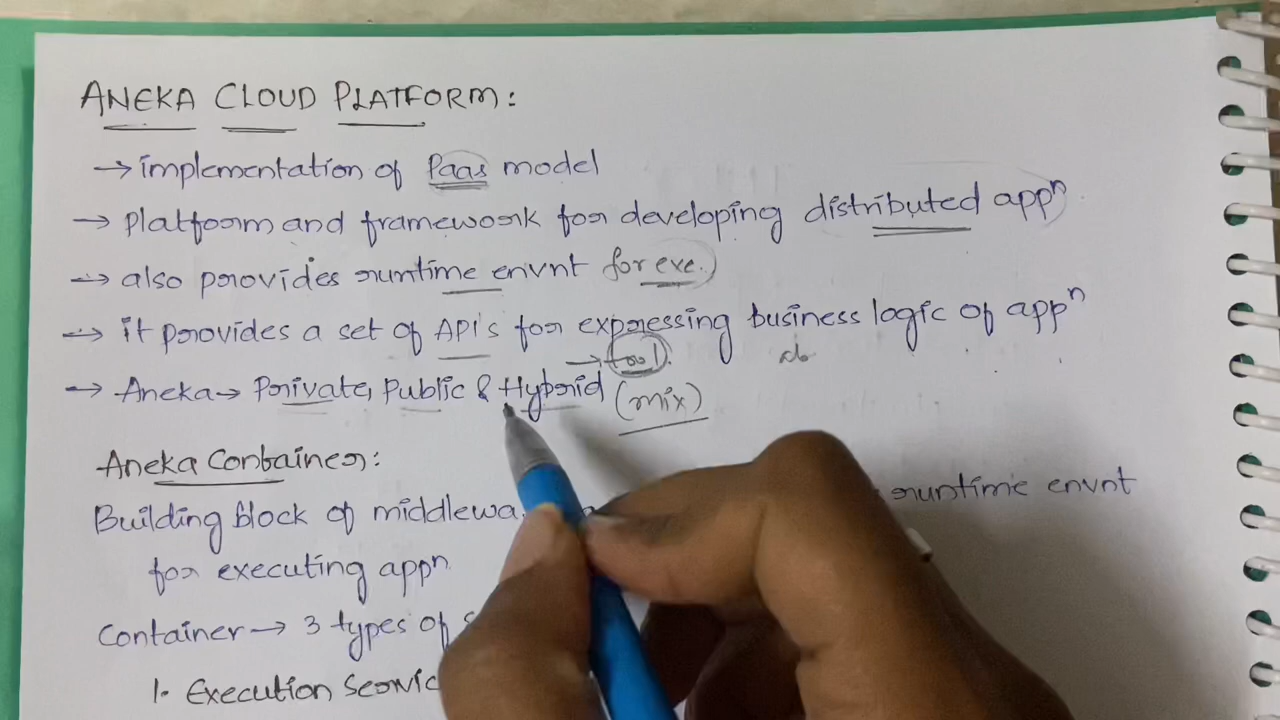 ANEKA CLOUD PLATFORM:
→ implementation of Paas model
→ Platform and framework for developing distributed appⁿ
→ also provides runtime envnt for exe.)
→ it provides a set of API's for expressing business logic of appⁿ
→ tool.
→ Aneka → Private, Public & Hybrid (mix)
Aneka Container:
Building block of middlewa runtime envnt
for executing appⁿ
Container → 3 types of
1. Execution Servic